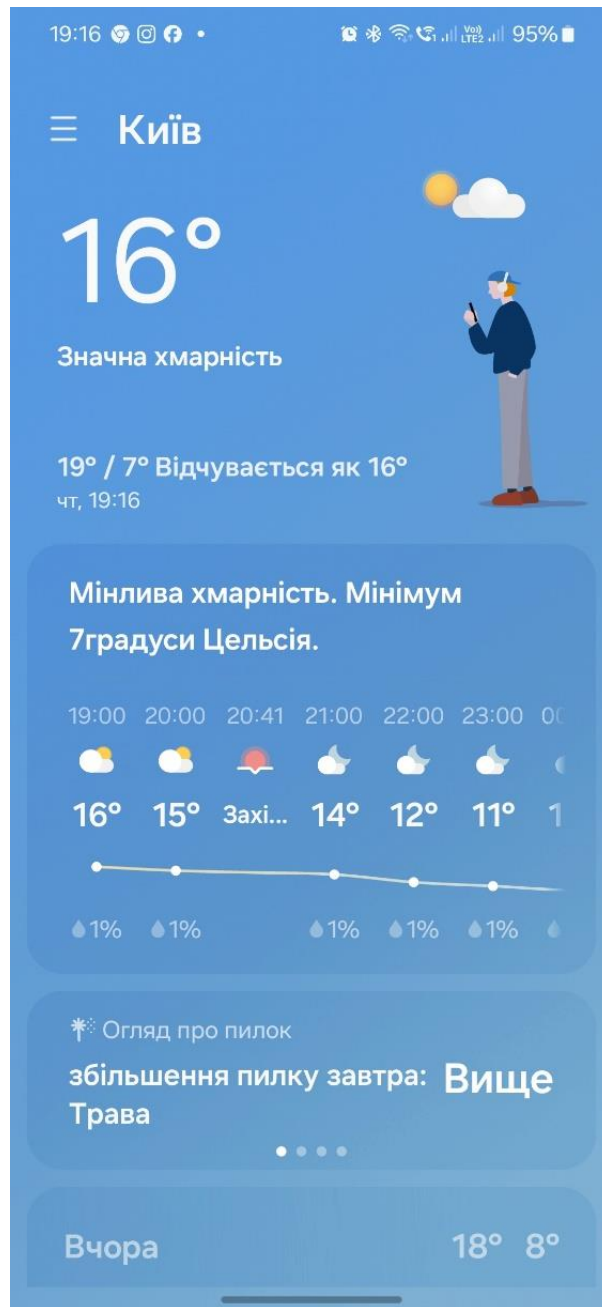 19:16
Vo)) LTE2 95%
Київ
16°
Значна хмарність
19° / 7° Відчувається як 16°
чт, 19:16
Мінлива хмарність. Мінімум
7градуси Цельсія.
19:00 20:00 20:41 21:00 22:00 23:00
16° 15° Захі... 14° 12° 11°
1% 1% 1% 1% 1%
Огляд про пилок
збільшення пилку завтра: Вище
Трава
Вчора 18° 8°